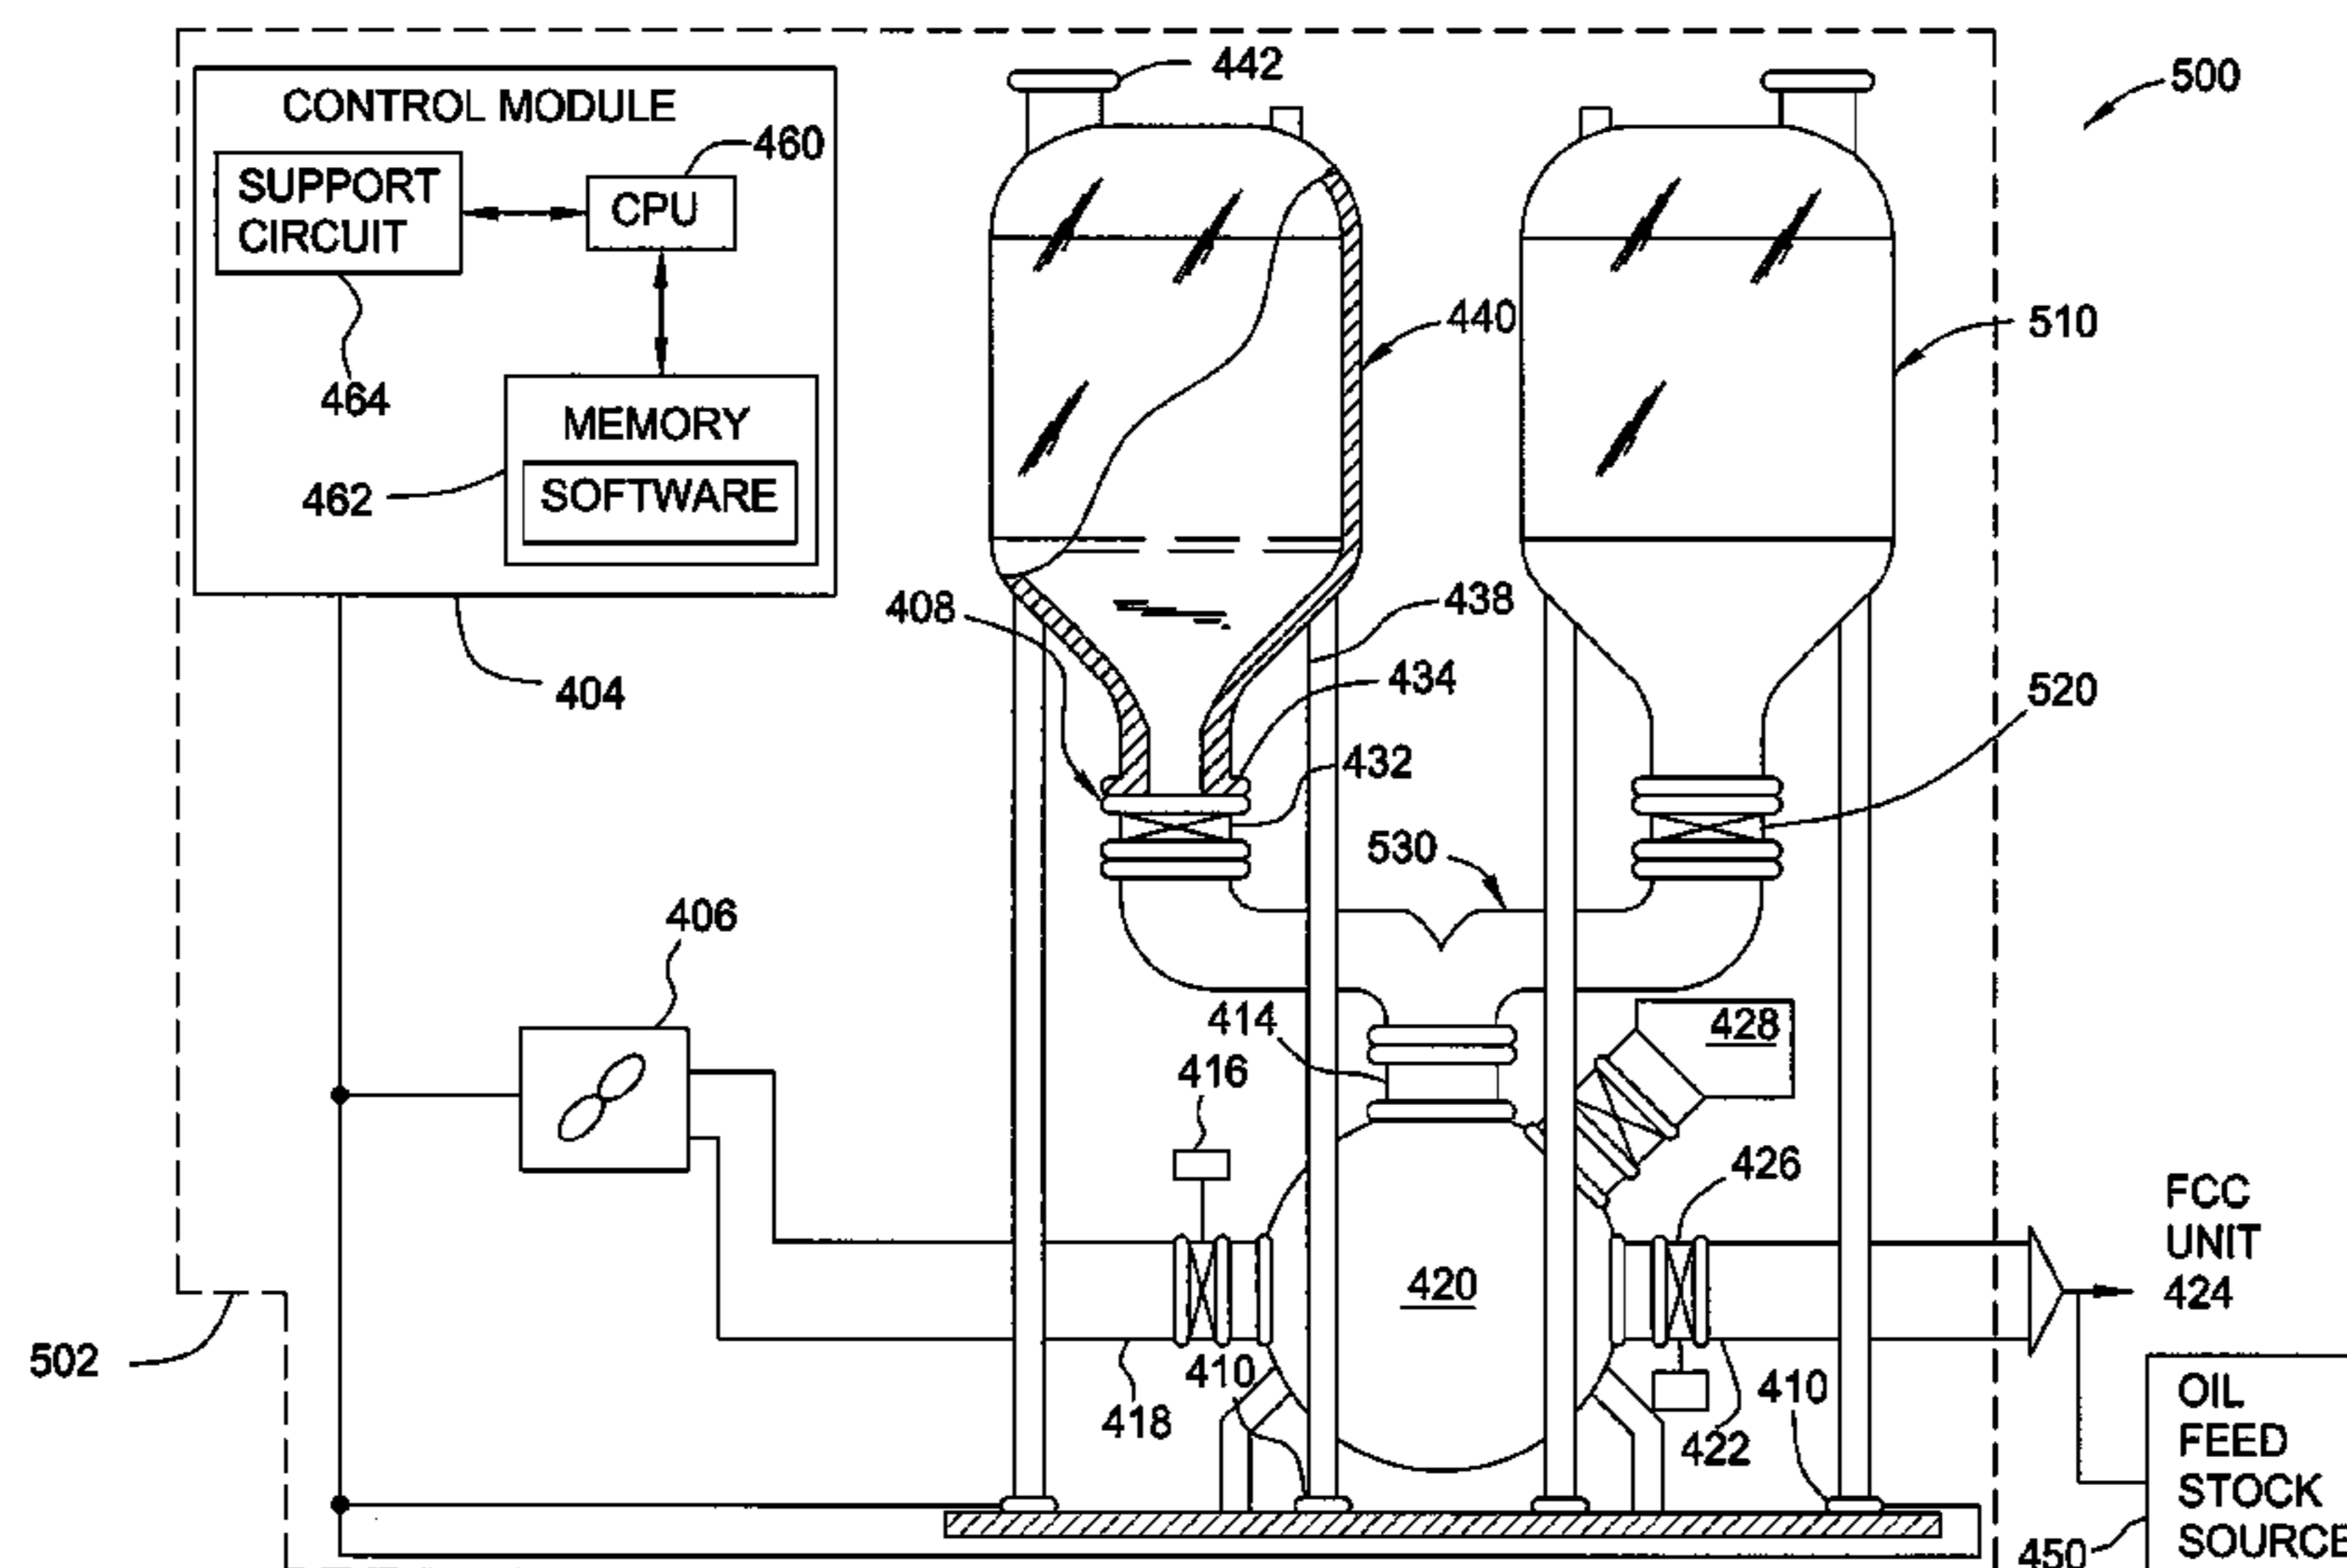 442
500
CONTROL MODULE
460
SUPPORT
CIRCUIT
CPU
440
510
464
MEMORY
462
SOFTWARE
408
438
434
404
520
432
530
406
414
428
416
426
FCC
UNIT
424
420
502
410
418
422
410
OIL
FEED
STOCK
SOURCE
450